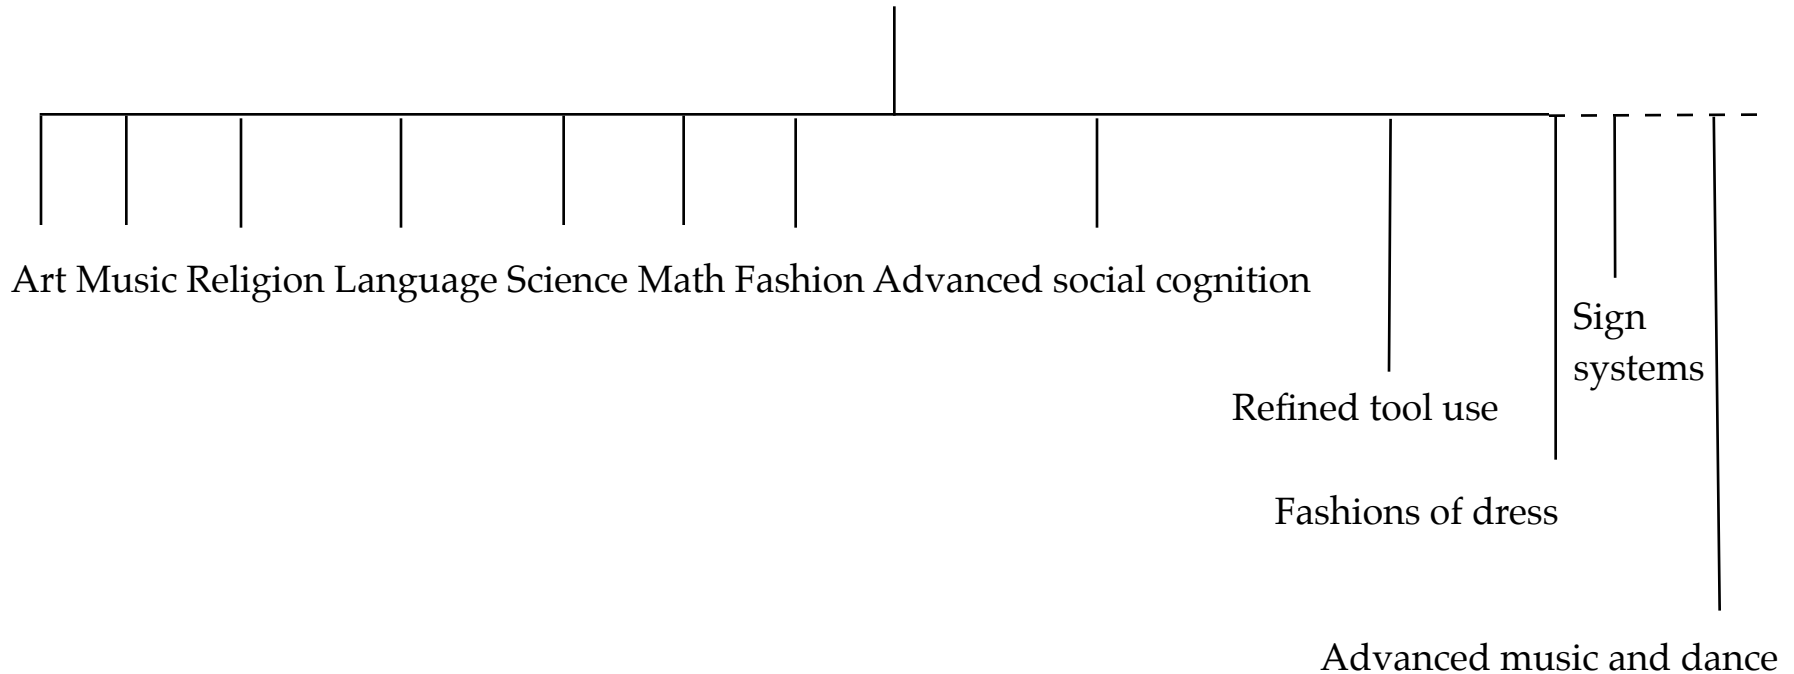 Art Music Religion Language Science Math Fashion Advanced social cognition
Sign
systems
Refined tool use
Fashions of dress
Advanced music and dance